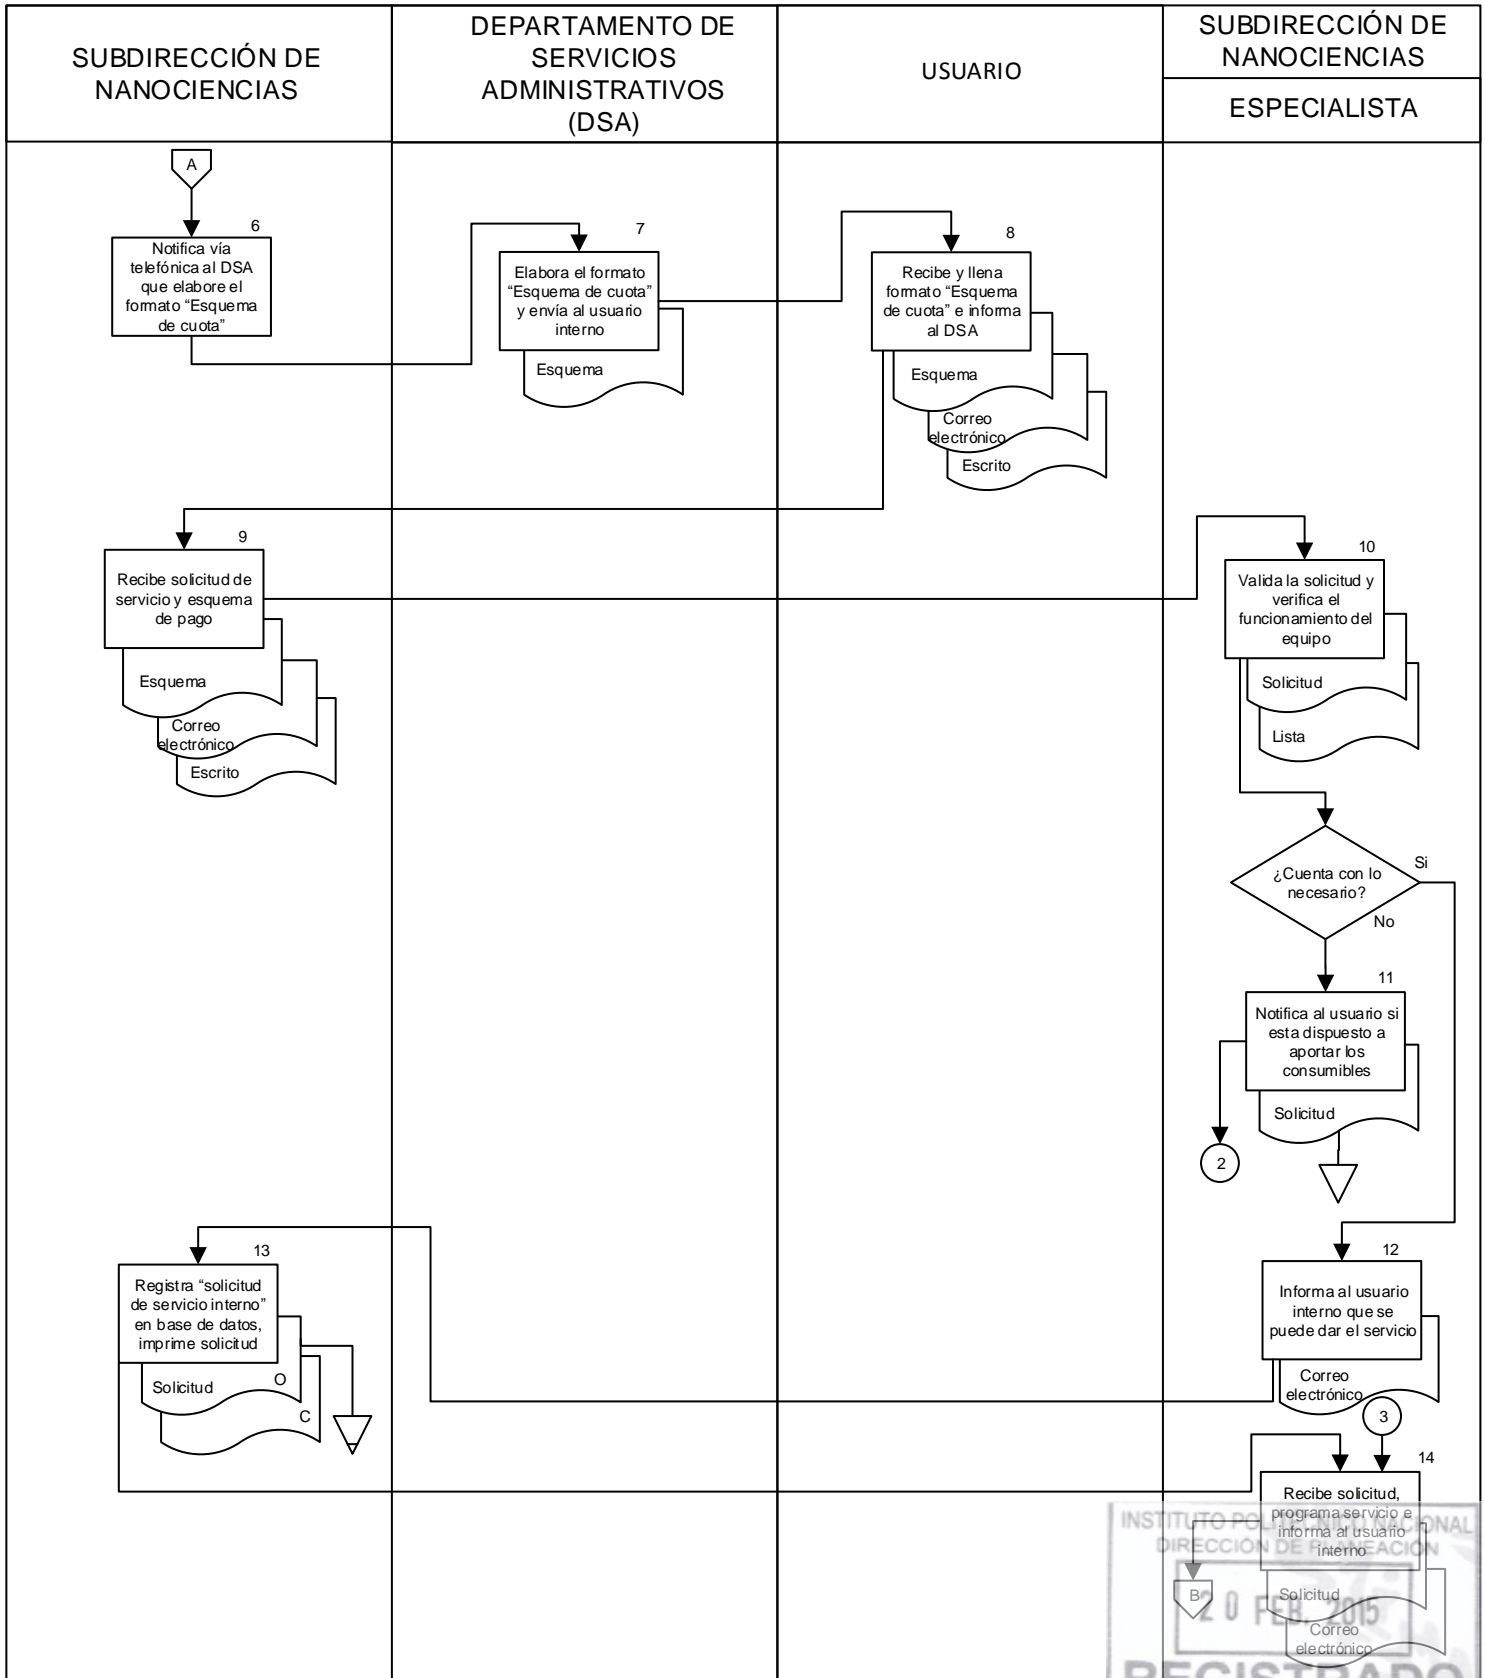 SUBDIRECCIÓN DE
NANOCIENCIAS
DEPARTAMENTO DE
SERVICIOS
ADMINISTRATIVOS
(DSA)
USUARIO
SUBDIRECCIÓN DE
NANOCIENCIAS
ESPECIALISTA
A
6
Notifica vía
telefónica al DSA
que elabore el
formato “Esquema
de cuota”
7
Elabora el formato
“Esquema de cuota”
y envía al usuario
interno
Esquema
8
Recibe y llena
formato “Esquema
de cuota” e informa
al DSA
Esquema
Correo
electrónico
Escrito
9
Recibe solicitud de
servicio y esquema
de pago
Esquema
Correo
electrónico
Escrito
10
Valida la solicitud y
verifica el
funcionamiento del
equipo
Solicitud
Lista
¿Cuenta con lo
necesario?
Si
No
11
Notifica al usuario si
esta dispuesto a
aportar los
consumibles
Solicitud
2
12
Informa al usuario
interno que se
puede dar el servicio
Correo
electrónico
13
Registra “solicitud
de servicio interno”
en base de datos,
imprime solicitud
Solicitud
O
C
3
14
Recibe solicitud,
programa servicio e
informa al usuario
interno
Solicitud
Correo
electrónico
B
INSTITUTO POLITECNICO NACIONAL
DIRECCIÓN DE PLANEACIÓN
20 FEB. 2015
REGISTRADO